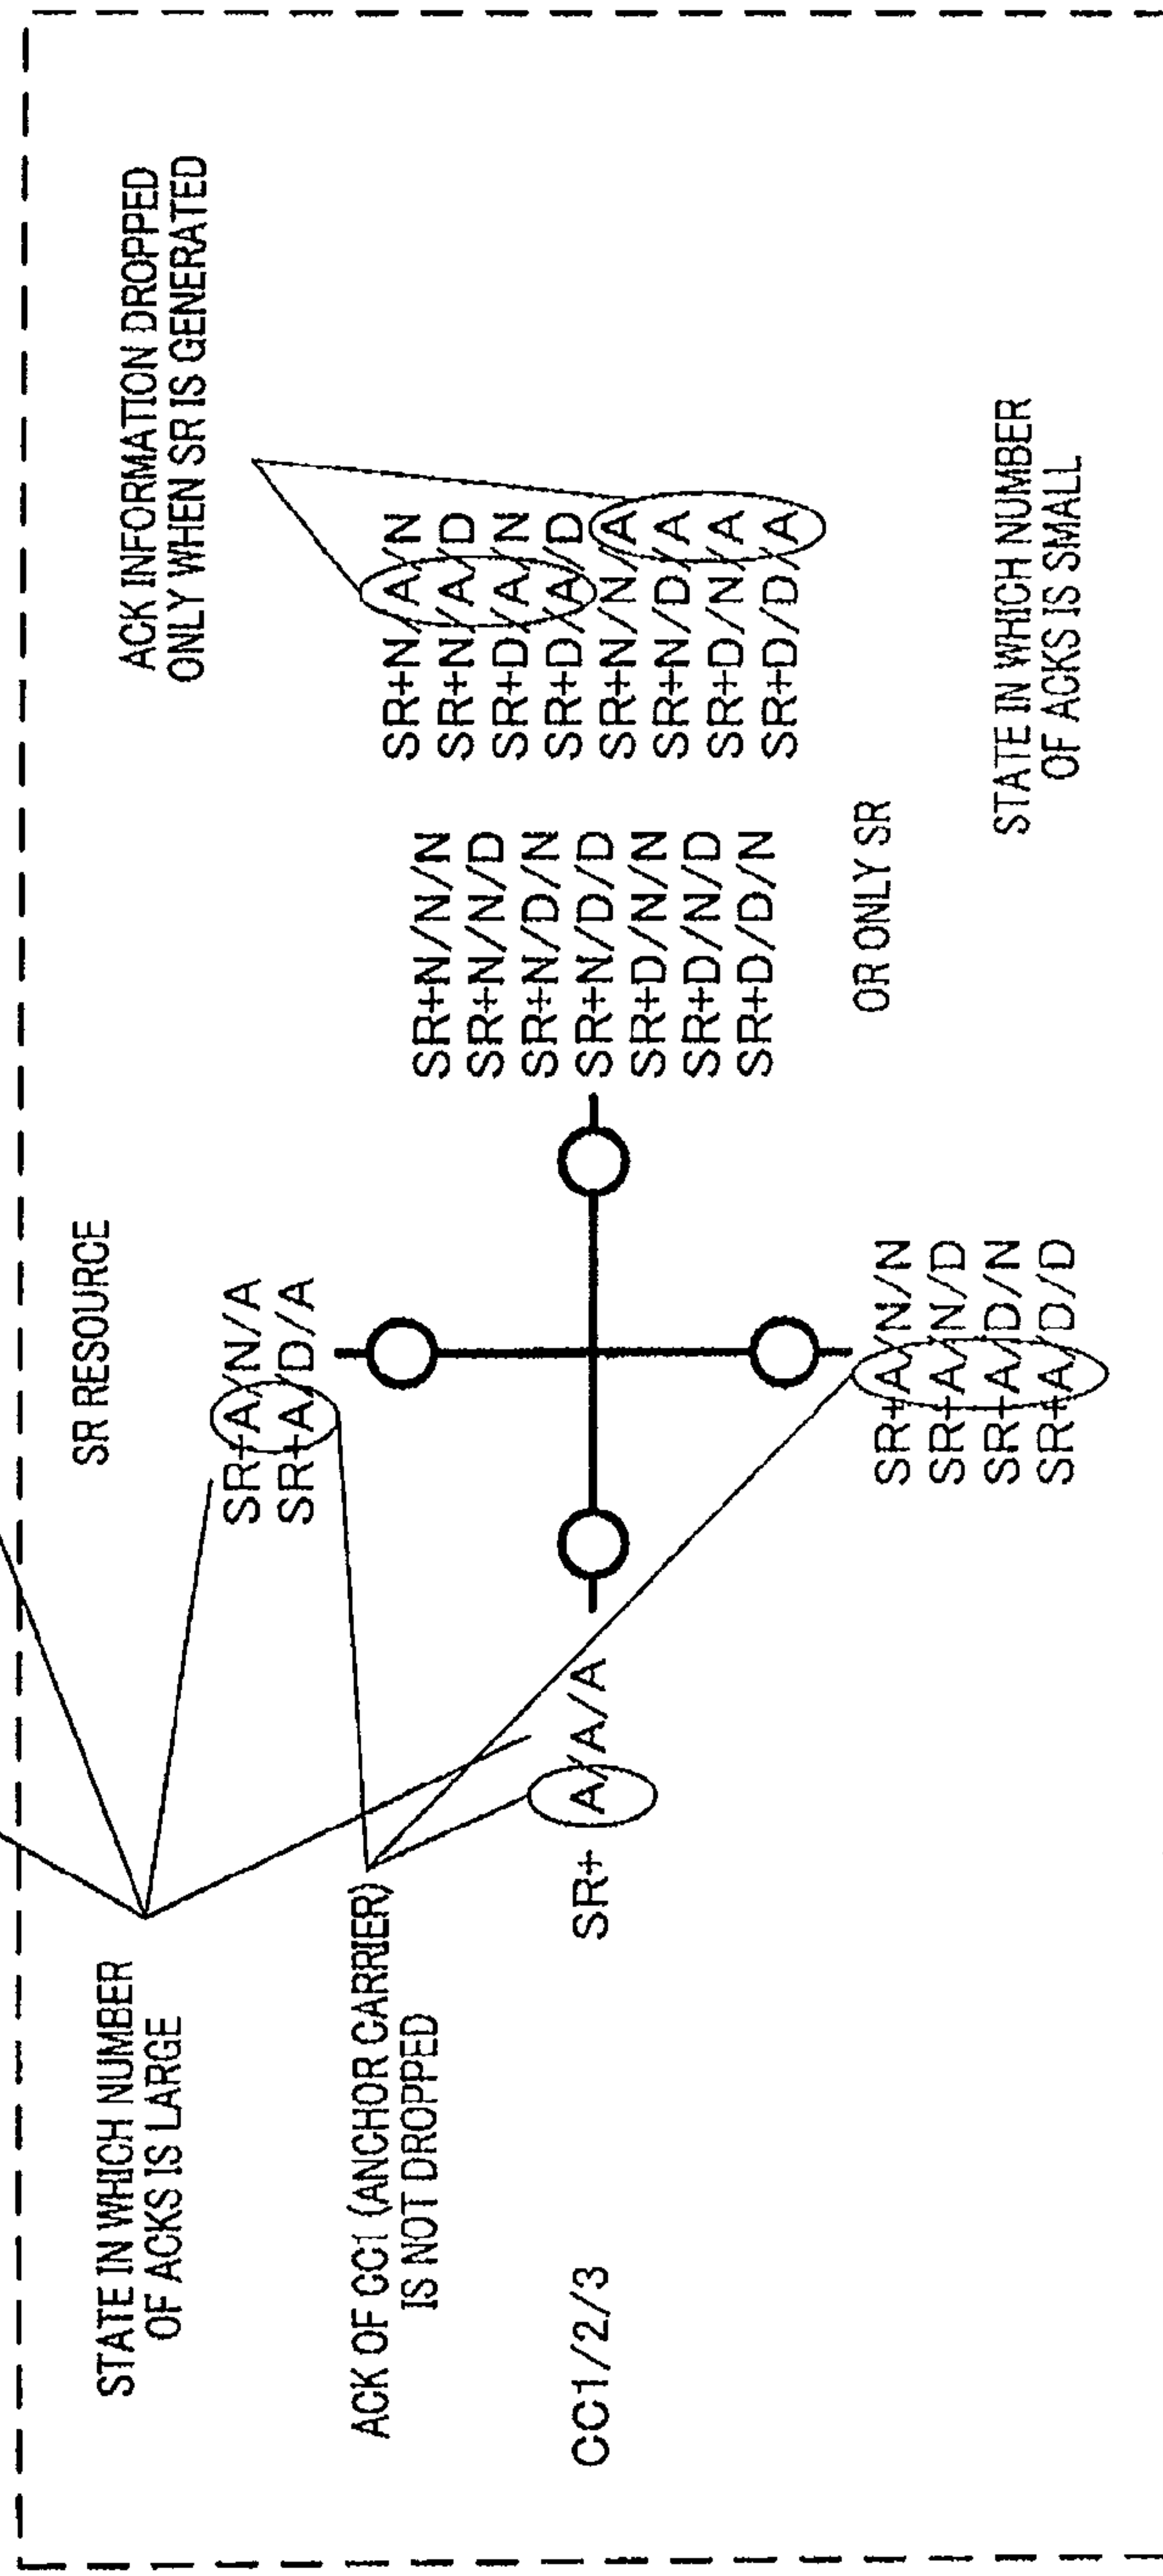 STATE IN WHICH NUMBER
OF ACKS IS LARGE
SR RESOURCE
ACK INFORMATION DROPPED
ONLY WHEN SR IS GENERATED
SR+A/N/A
SR+A/D/A
ACK OF CC1 (ANCHOR CARRIER)
IS NOT DROPPED
CC1/2/3
SR+ A/A/A
SR+N/N/N
SR+N/N/D
SR+N/D/N
SR+N/D/D
SR+D/N/N
SR+D/N/D
SR+D/D/N
OR ONLY SR
SR+N/A/N
SR+N/A/D
SR+D/A/N
SR+D/A/D
SR+N/N/A
SR+N/D/A
SR+D/N/A
SR+D/D/A
SR+A/N/N
SR+A/N/D
SR+A/D/N
SR+A/D/D
STATE IN WHICH NUMBER
OF ACKS IS SMALL